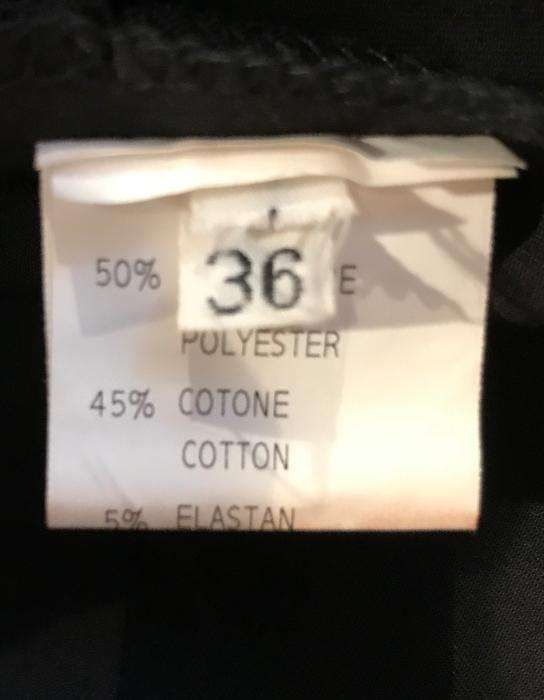 50% 36 E
POLYESTER
45% COTONE
COTTON
5% ELASTAN